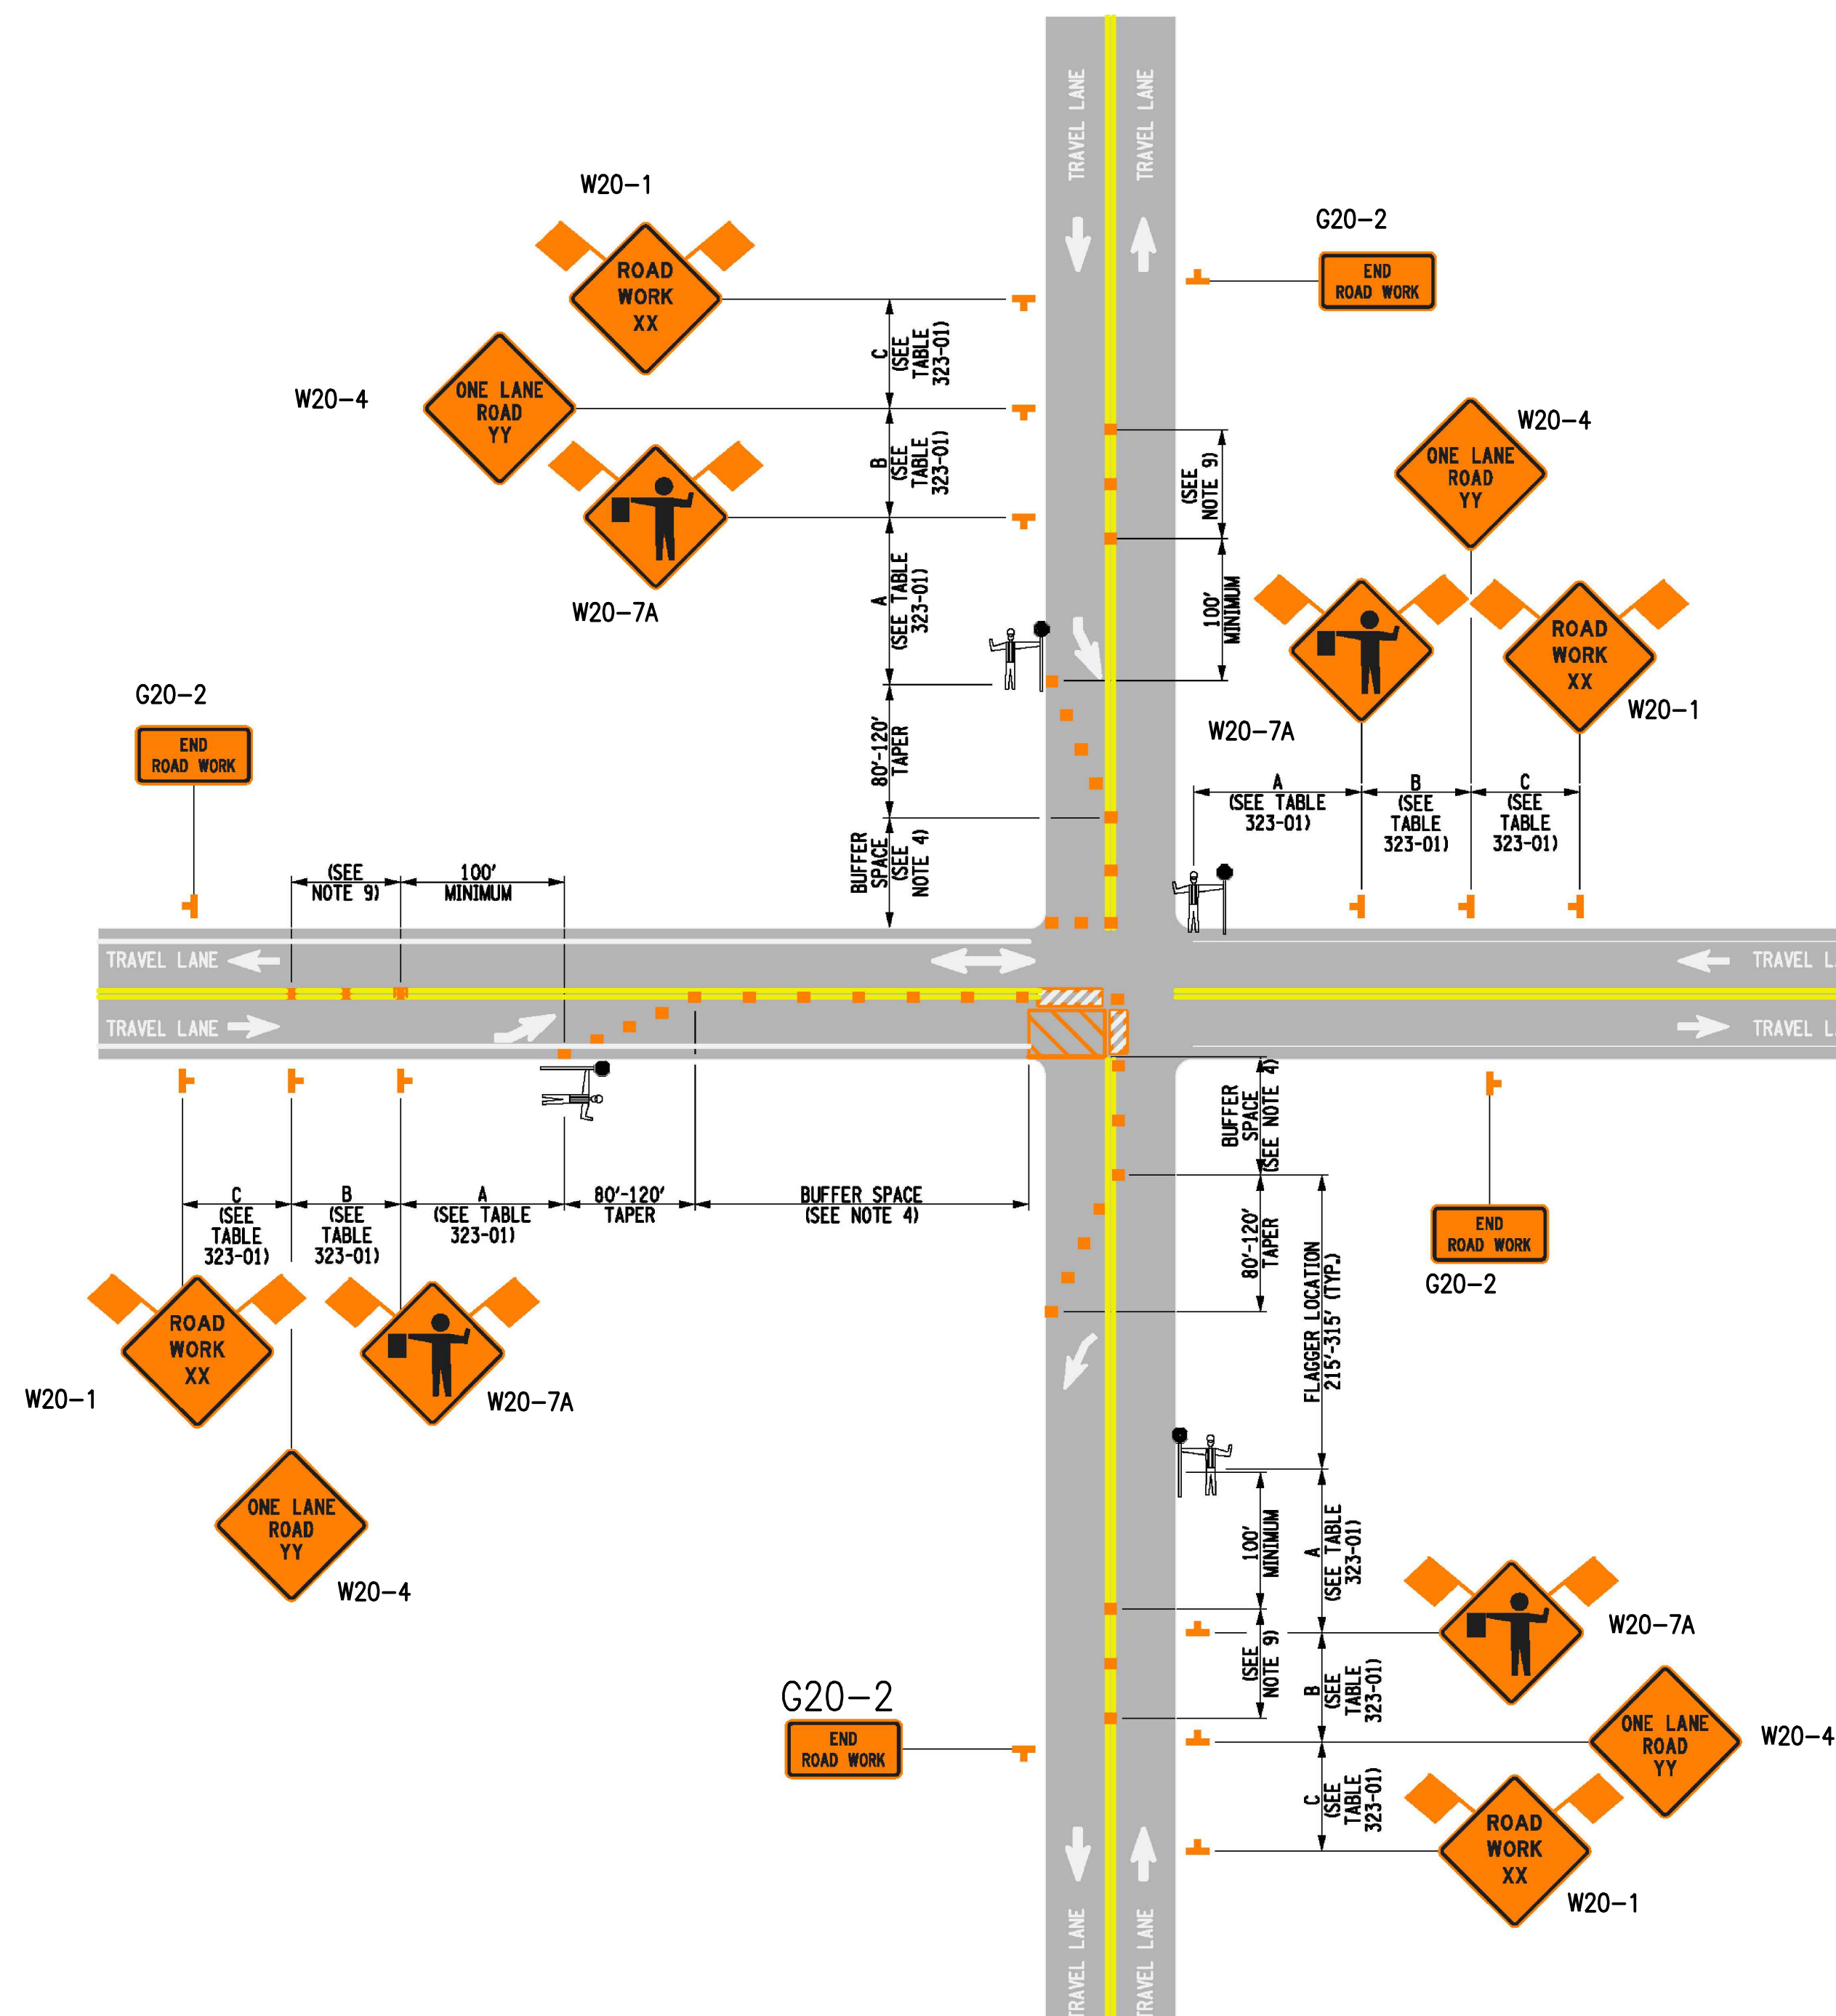 TRAVEL LANE
TRAVEL LANE
W20-1
ROAD
WORK
XX
G20-2
END
ROAD WORK
C
(SEE
TABLE
323-01)
W20-4
ONE LANE
ROAD
YY
B
(SEE
TABLE
323-01)
W20-7A
A
(SEE TABLE
323-01)
(SEE
NOTE 9)
100'
MINIMUM
W20-4
ONE LANE
ROAD
YY
W20-7A
ROAD
WORK
XX
W20-1
G20-2
END
ROAD WORK
80'-120'
TAPER
BUFFER
SPACE
(SEE
NOTE 4)
A
(SEE TABLE
323-01)
B
(SEE
TABLE
323-01)
C
(SEE
TABLE
323-01)
(SEE
NOTE 9)
100'
MINIMUM
TRAVEL LANE
TRAVEL L
TRAVEL LANE
TRAVEL L
BUFFER
SPACE
(SEE NOTE 4)
C
(SEE
TABLE
323-01)
B
(SEE
TABLE
323-01)
A
(SEE TABLE
323-01)
80'-120'
TAPER
BUFFER SPACE
(SEE NOTE 4)
80'-120'
TAPER
FLAGGER LOCATION
215'-315' (TYP.)
END
ROAD WORK
G20-2
ROAD
WORK
XX
W20-1
W20-7A
ONE LANE
ROAD
YY
W20-4
100'
MINIMUM
A
(SEE TABLE
323-01)
W20-7A
(SEE
NOTE 9)
B
(SEE
TABLE
323-01)
G20-2
END
ROAD WORK
ONE LANE
ROAD
YY
W20-4
C
(SEE
TABLE
323-01)
ROAD
WORK
XX
W20-1
TRAVEL LANE
TRAVEL LANE